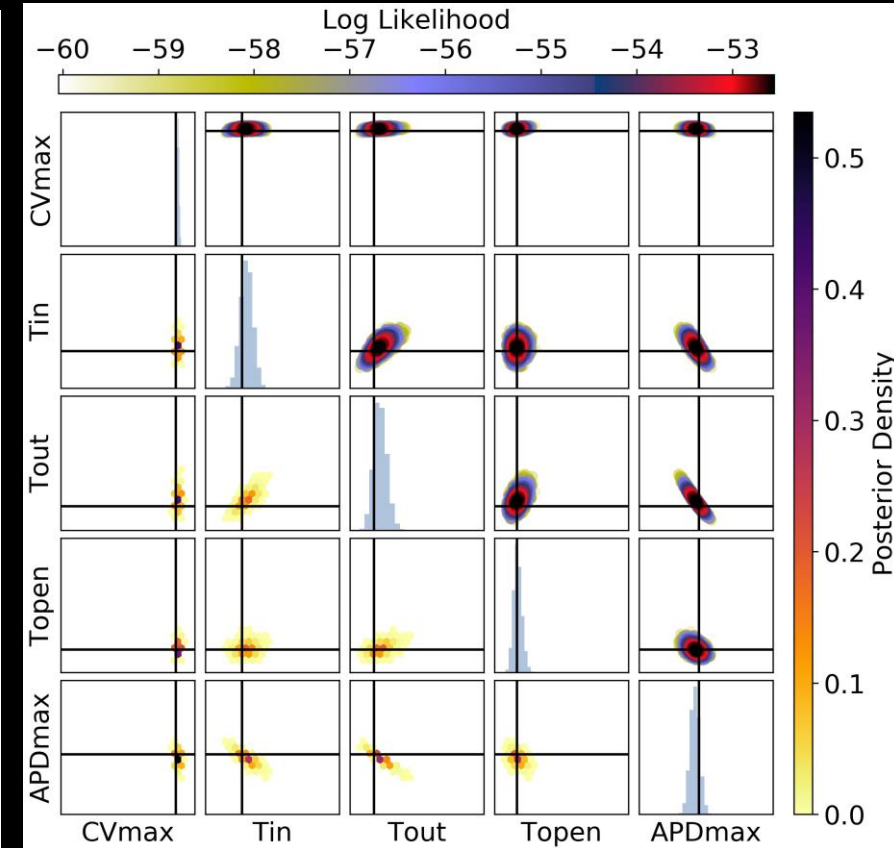 Log Likelihood
−60 −59 −58 −57 −56 −55 −54 −53
CVmax
Tin
Tout
Topen
APDmax
CVmax Tin Tout Topen APDmax
0.5
0.4
0.3
0.2
0.1
0.0
Posterior Density